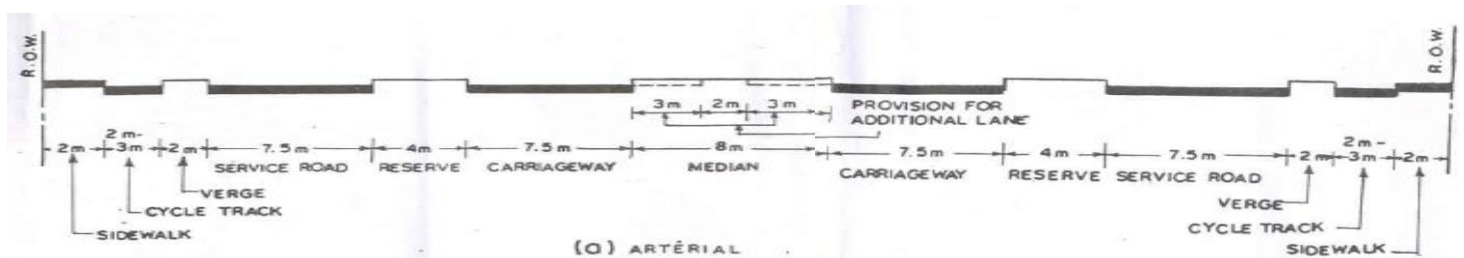 R.O.W.
R.O.W.
3m 2m 3m
PROVISION FOR
ADDITIONAL LANE
2m 2m-3m 2m 7.5m 4m 7.5m 8m 7.5m 4m 7.5m 2m 2m-3m 2m
SERVICE ROAD RESERVE CARRIAGEWAY MEDIAN CARRIAGEWAY RESERVE SERVICE ROAD
VERGE
VERGE
CYCLE TRACK
CYCLE TRACK
SIDEWALK
SIDEWALK
(a) ARTERIAL